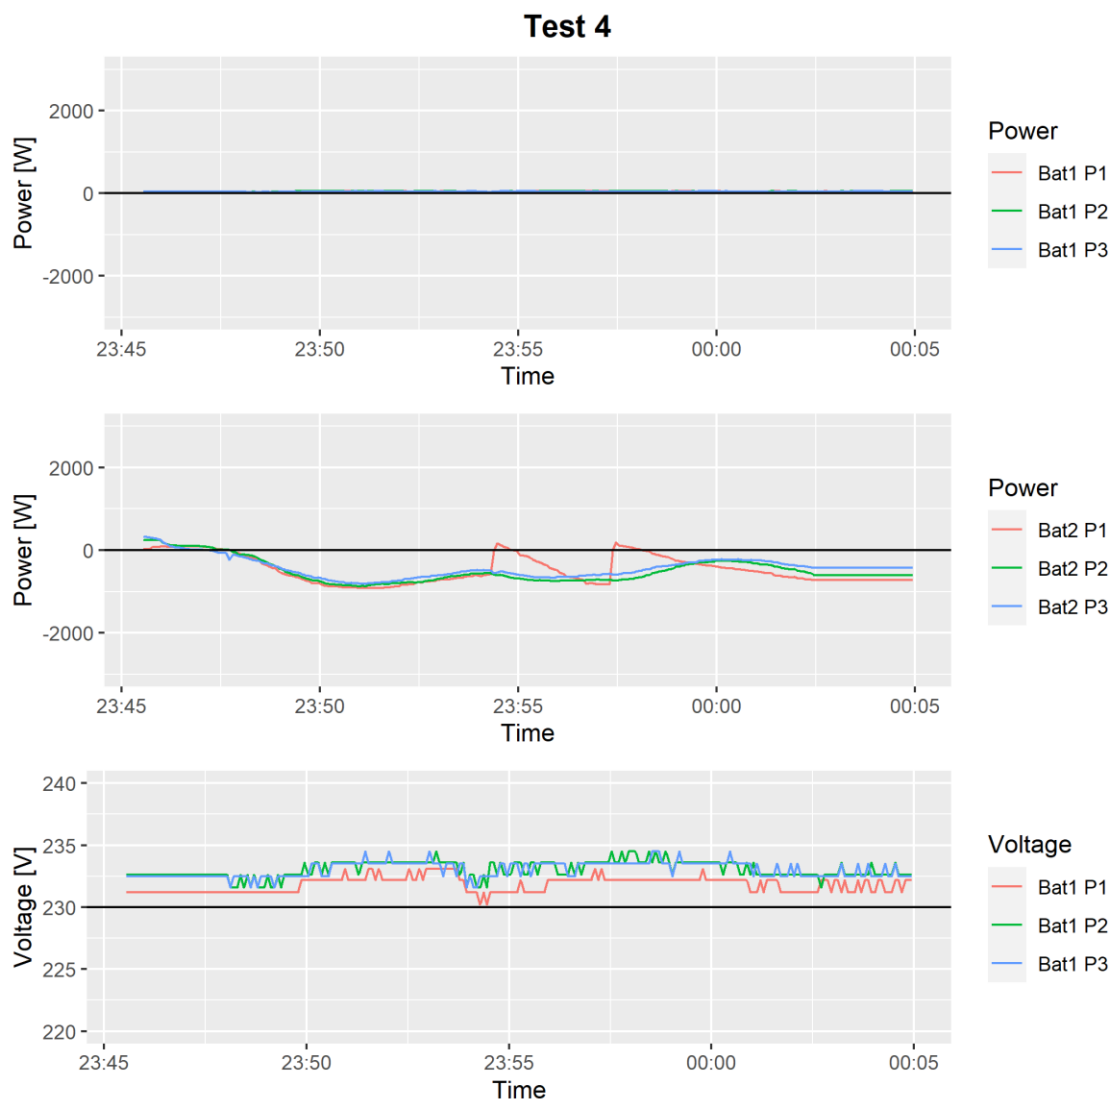 Test 4
Power [W]
2000
0
-2000
23:45 23:50 23:55 00:00 00:05
Time
Power
Bat1 P1
Bat1 P2
Bat1 P3
Power [W]
2000
0
-2000
23:45 23:50 23:55 00:00 00:05
Time
Power
Bat2 P1
Bat2 P2
Bat2 P3
Voltage [V]
240
235
230
225
220
23:45 23:50 23:55 00:00 00:05
Time
Voltage
Bat1 P1
Bat1 P2
Bat1 P3